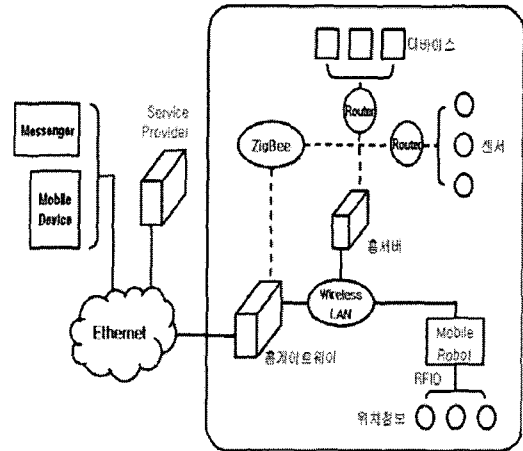 디바이스
Service
Provider
Messenger
Mobile
Device
Router
ZigBee
Router
센서
홈서버
Wireless
LAN
Ethernet
홈게이트웨이
Mobile
Robot
RFID
위치정보